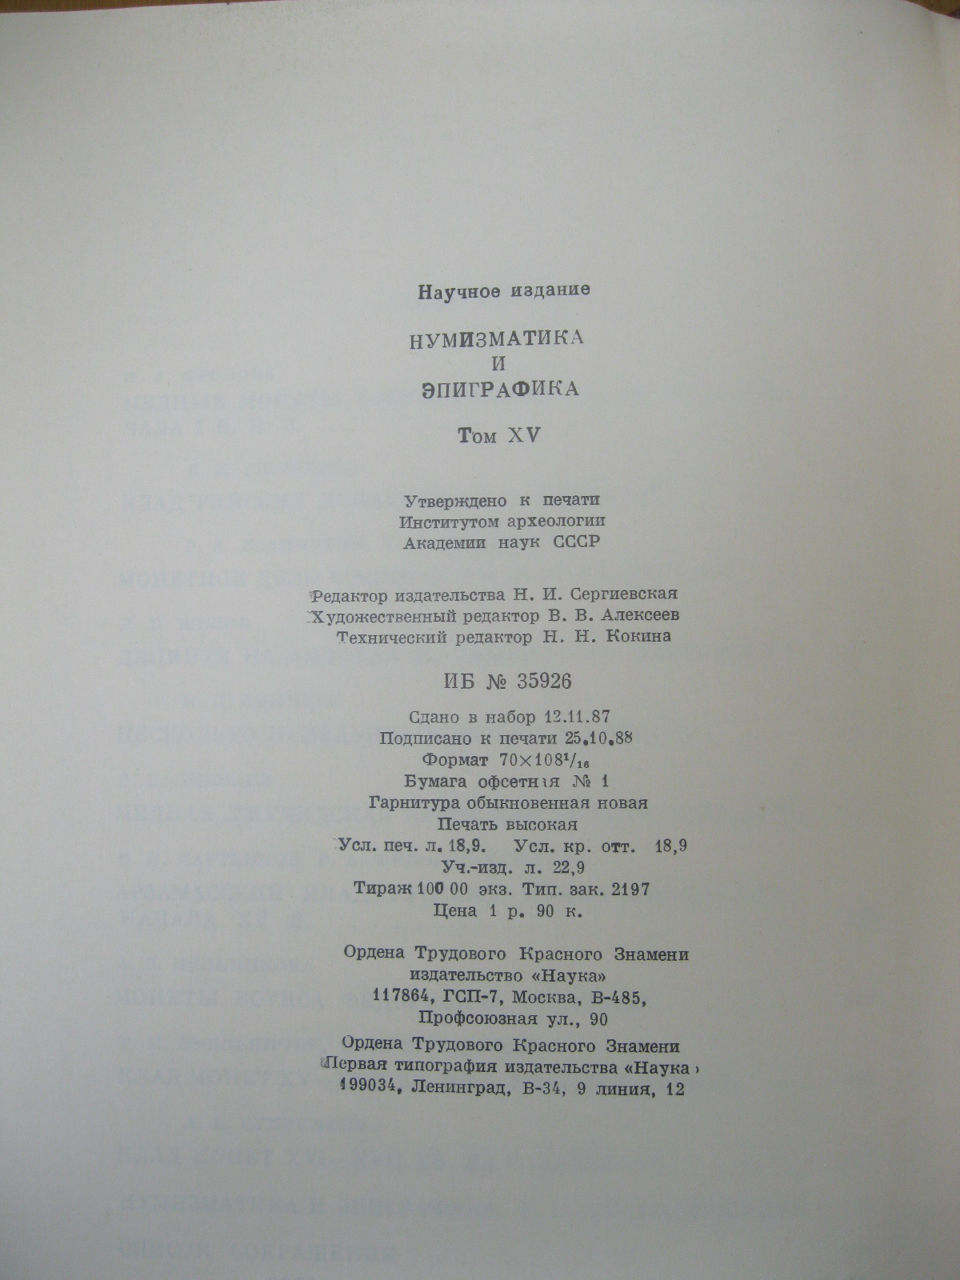 Научное издание
НУМИЗМАТИКА
И
ЭПИГРАФИКА
Том XV
Утверждено к печати
Институтом археологии
Академии наук СССР
Редактор издательства Н. И. Сергиевская
Художественный редактор В. В. Алексеев
Технический редактор Н. Н. Кокина
ИБ № 35926
Сдано в набор 12.11.87
Подписано к печати 25.10.88
Формат 70×108¹/₁₆
Бумага офсетная № 1
Гарнитура обыкновенная новая
Печать высокая
Усл. печ. л. 18,9. Усл. кр. отт. 18,9
Уч.-изд. л. 22,9
Тираж 10000 экз. Тип. зак. 2197
Цена 1 р. 90 к.
Ордена Трудового Красного Знамени
издательство «Наука»
117864, ГСП-7, Москва, В-485,
Профсоюзная ул., 90
Ордена Трудового Красного Знамени
Первая типография издательства «Наука»
199034, Ленинград, В-34, 9 линия, 12